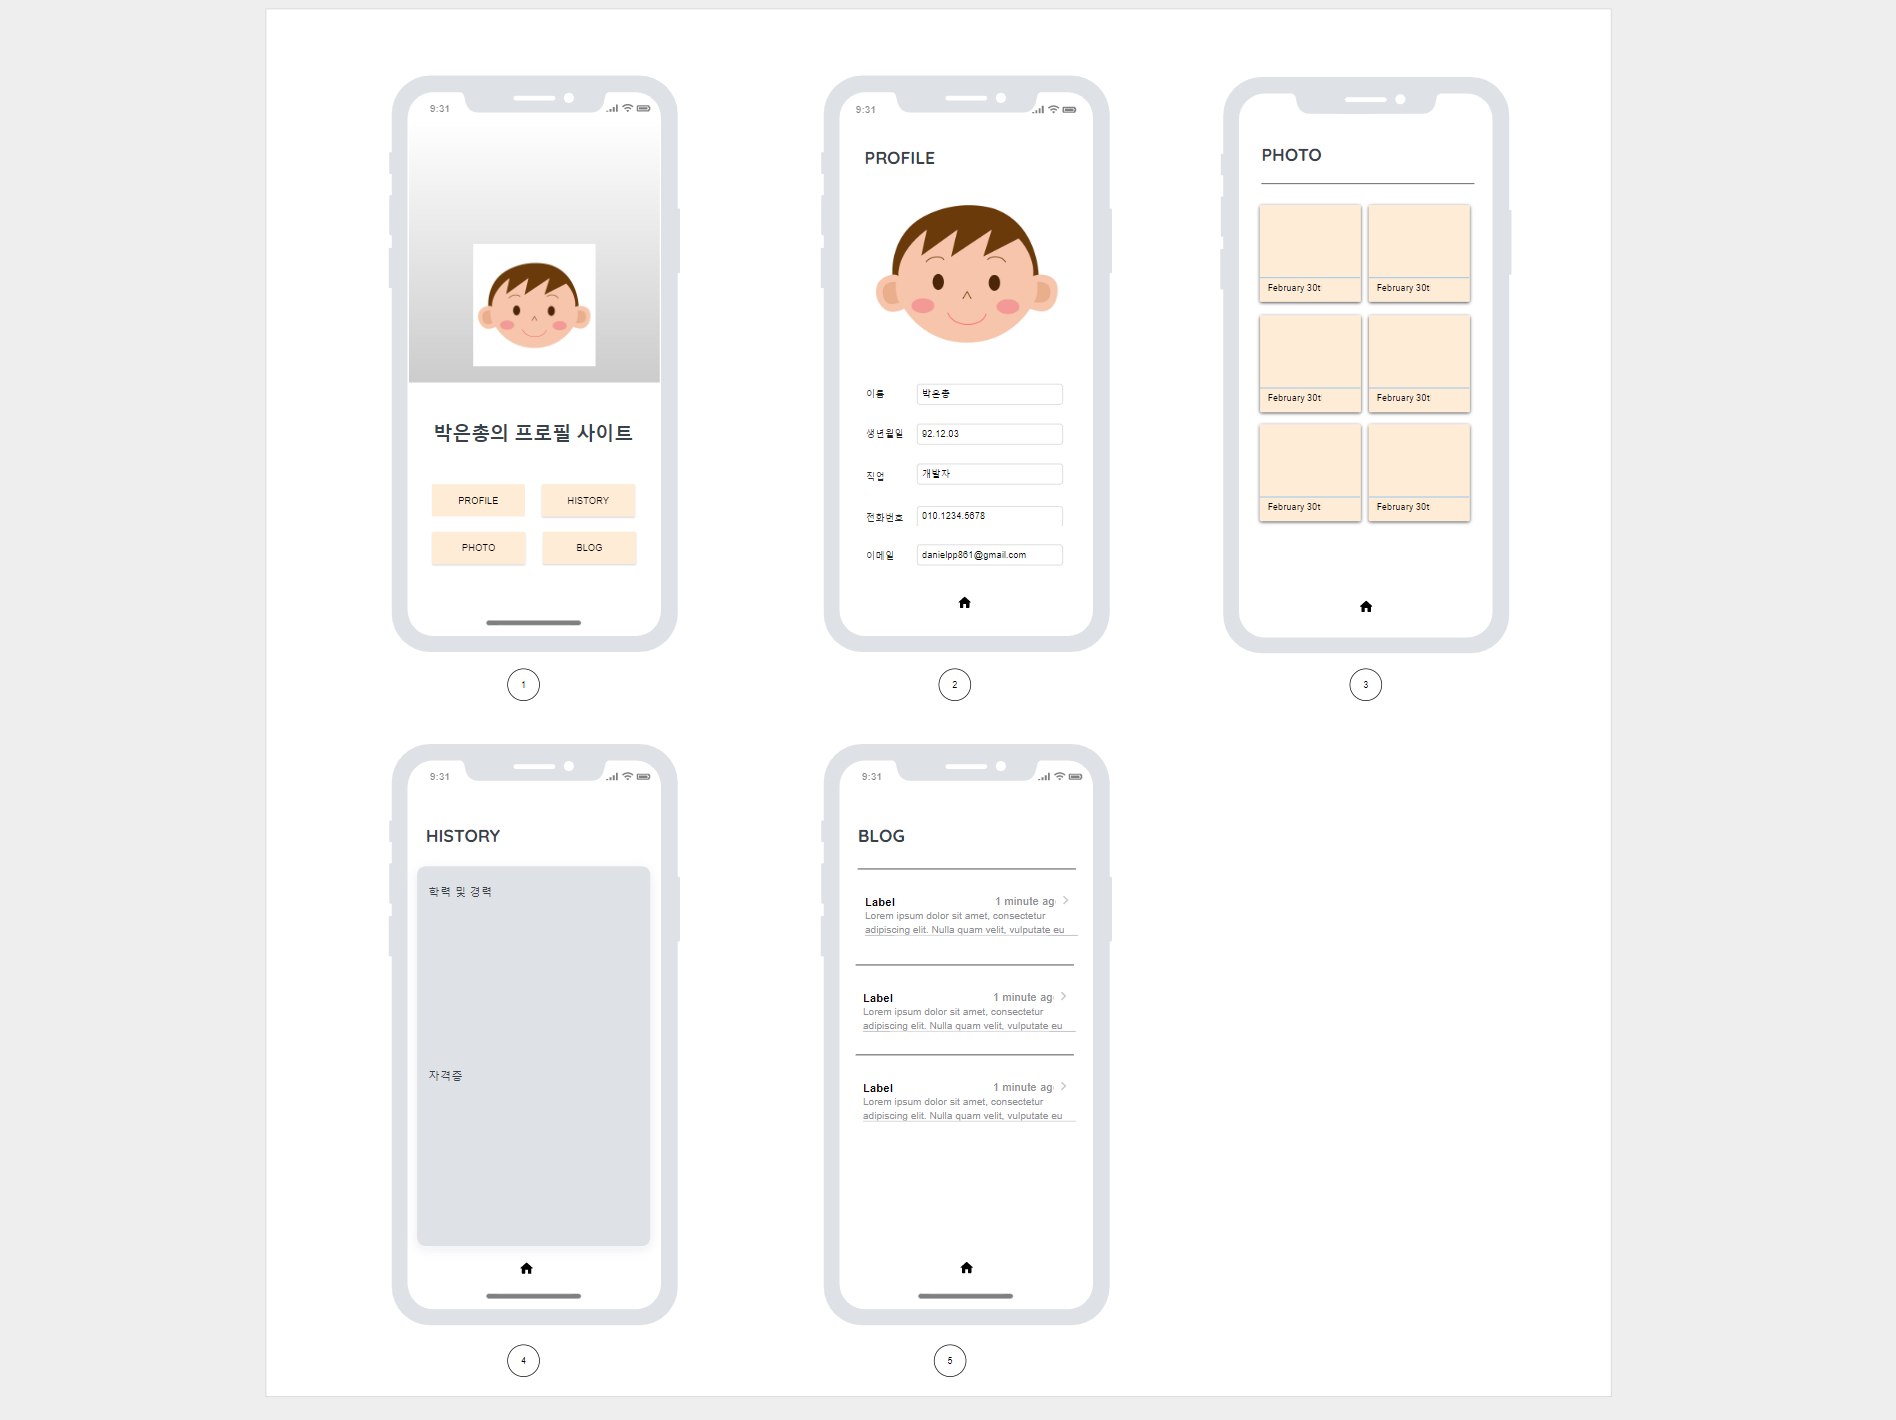 9:31
박은총의 프로필 사이트
PROFILE
HISTORY
PHOTO
BLOG
1
9:31
PROFILE
이름
박은총
생년월일
92.12.03
직업
개발자
전화번호
010.1234.5678
이메일
danielpp861@gmail.com
2
PHOTO
February 30t
February 30t
February 30t
February 30t
February 30t
February 30t
3
9:31
HISTORY
학력 및 경력
자격증
4
9:31
BLOG
Label
1 minute ag
Lorem ipsum dolor sit amet, consectetur
adipiscing elit. Nulla quam velit, vulputate eu
Label
1 minute ag
Lorem ipsum dolor sit amet, consectetur
adipiscing elit. Nulla quam velit, vulputate eu
Label
1 minute ag
Lorem ipsum dolor sit amet, consectetur
adipiscing elit. Nulla quam velit, vulputate eu
5